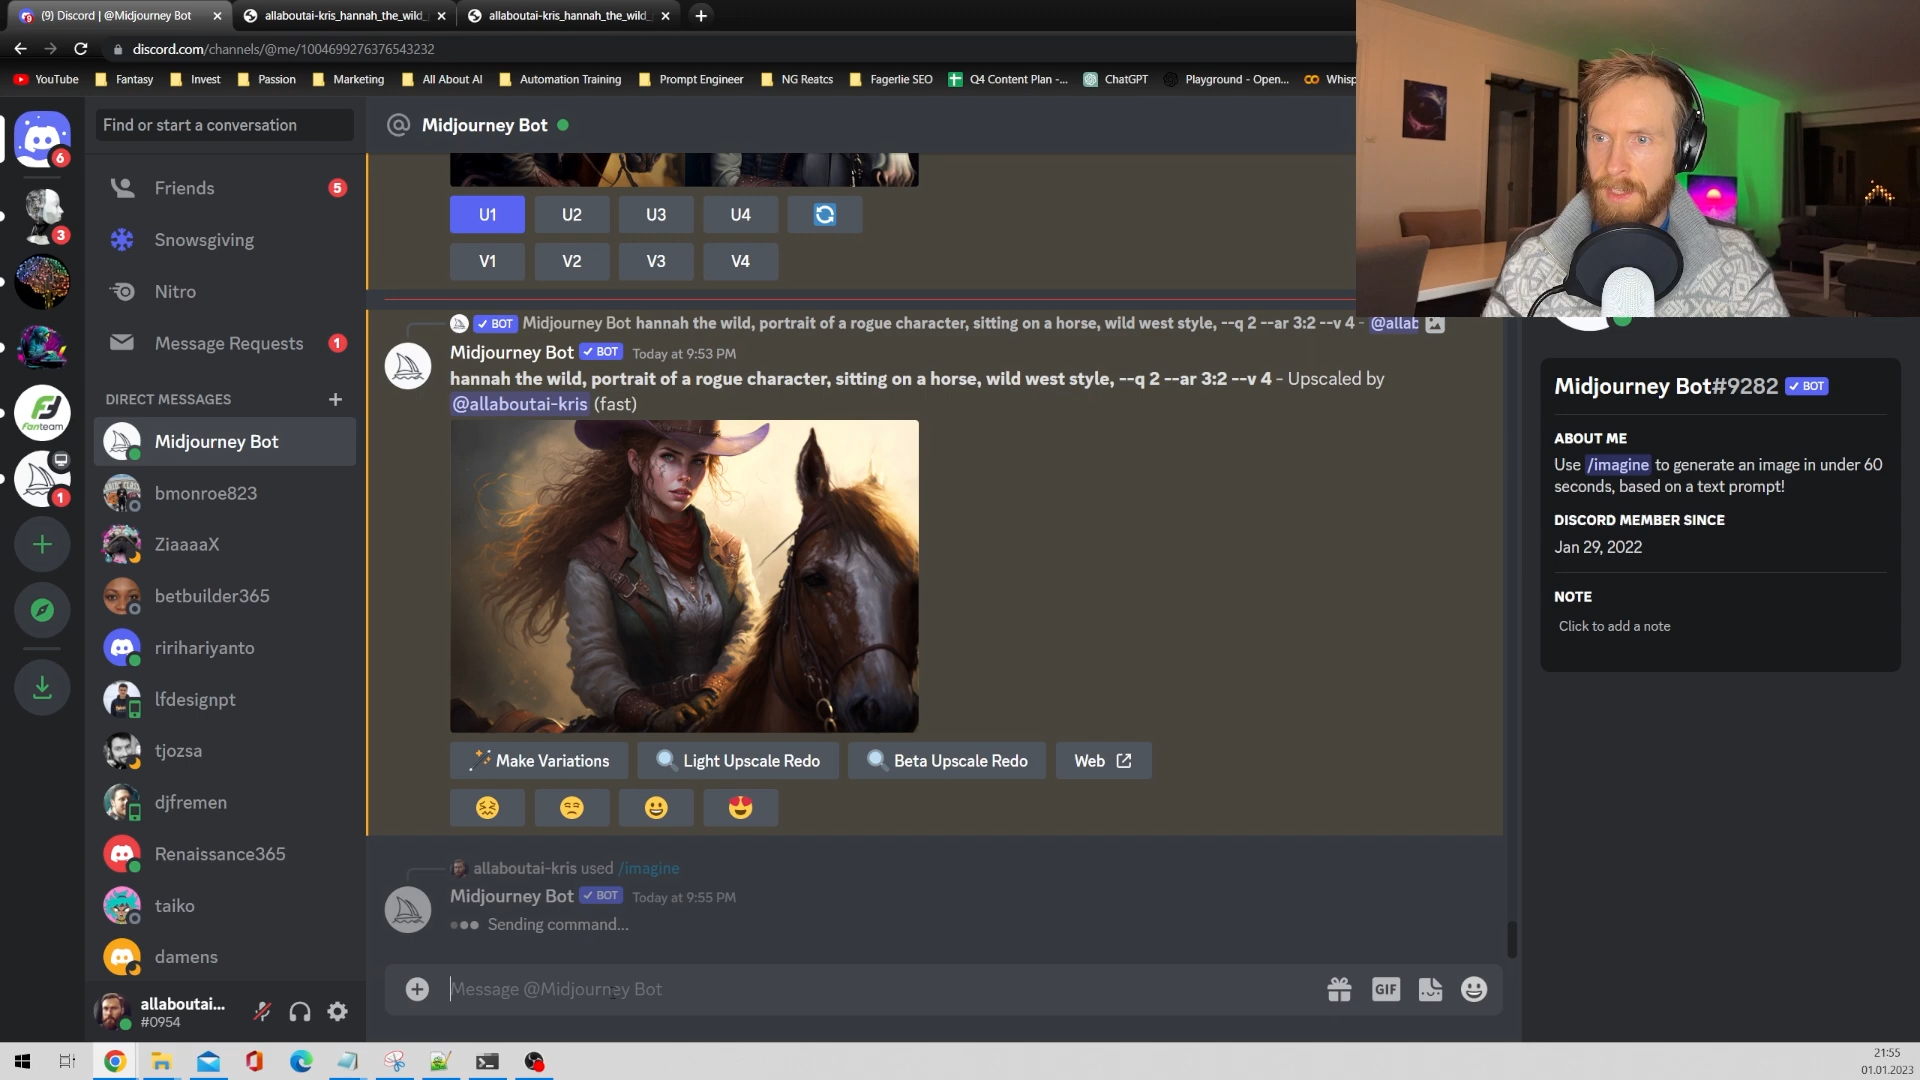 (9) Discord | @Midjourney Bot
allaboutai-kris_hannah_the_wild_
allaboutai-kris_hannah_the_wild_
discord.com/channels/@me/1004699276376543232
YouTube
Fantasy
Invest
Passion
Marketing
All About AI
Automation Training
Prompt Engineer
NG Reatcs
Fagerlie SEO
Q4 Content Plan -...
ChatGPT
Playground - Open...
Whisp
Find or start a conversation
Midjourney Bot
6
Friends
5
3
Snowsgiving
Nitro
Message Requests
1
DIRECT MESSAGES
Midjourney Bot
fanteam
1
bmonroe823
ZiaaaaX
betbuilder365
ririhariyanto
lfdesignpt
tjozsa
djfremen
Renaissance365
taiko
damens
allaboutai...
#0954
U1
U2
U3
U4
V1
V2
V3
V4
BOT Midjourney Bot hannah the wild, portrait of a rogue character, sitting on a horse, wild west style, --q 2 --ar 3:2 --v 4 - @allab
Midjourney Bot BOT Today at 9:53 PM
hannah the wild, portrait of a rogue character, sitting on a horse, wild west style, --q 2 --ar 3:2 --v 4 - Upscaled by
@allaboutai-kris (fast)
Make Variations
Light Upscale Redo
Beta Upscale Redo
Web
allaboutai-kris used /imagine
Midjourney Bot BOT Today at 9:55 PM
Sending command...
Message @Midjourney Bot
GIF
Midjourney Bot#9282 BOT
ABOUT ME
Use /imagine to generate an image in under 60
seconds, based on a text prompt!
DISCORD MEMBER SINCE
Jan 29, 2022
NOTE
Click to add a note
21:55
01.01.2023